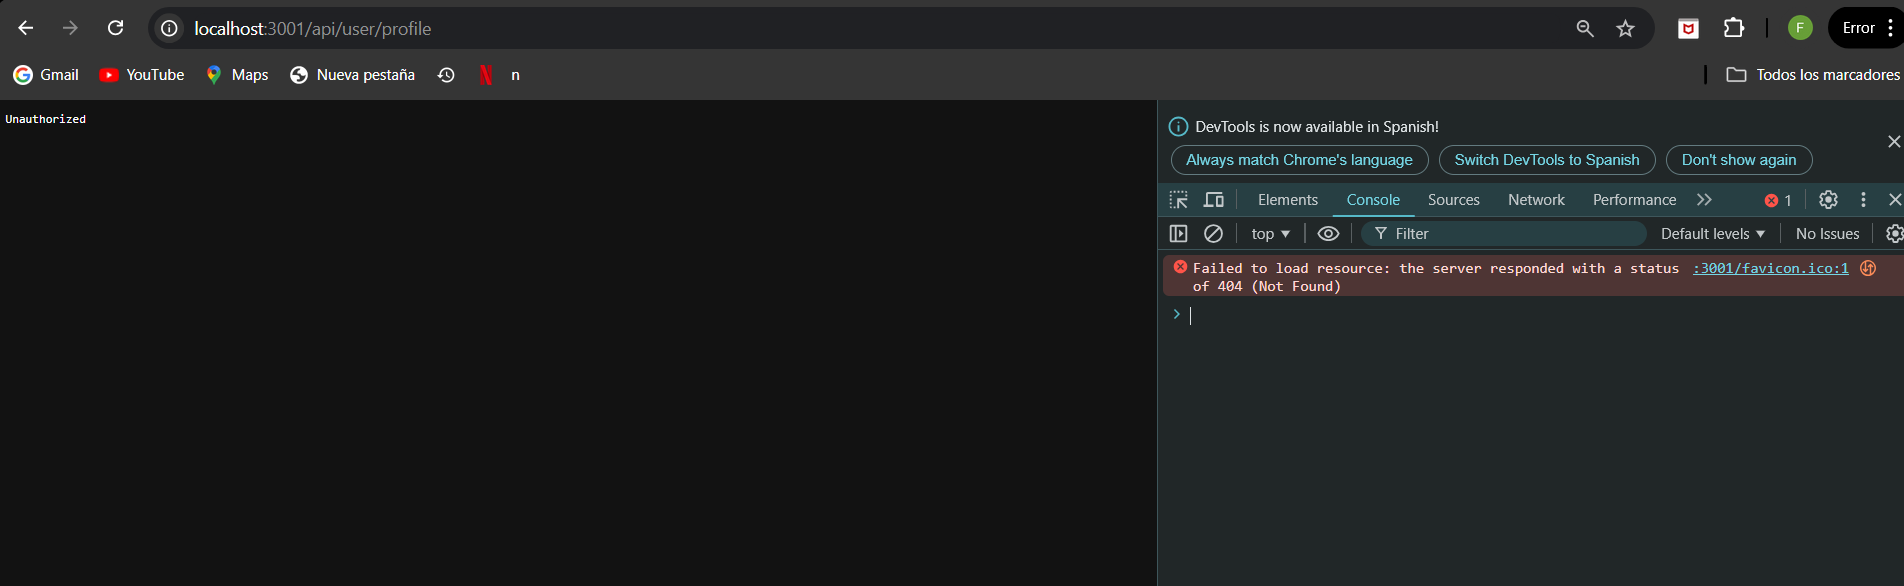 localhost:3001/api/user/profile
F
Error
Gmail
YouTube
Maps
Nueva pestaña
N
n
Todos los marcadores
Unauthorized
DevTools is now available in Spanish!
Always match Chrome's language
Switch DevTools to Spanish
Don't show again
Elements
Console
Sources
Network
Performance
1
top
Filter
Default levels
No Issues
Failed to load resource: the server responded with a status :3001/favicon.ico:1
of 404 (Not Found)